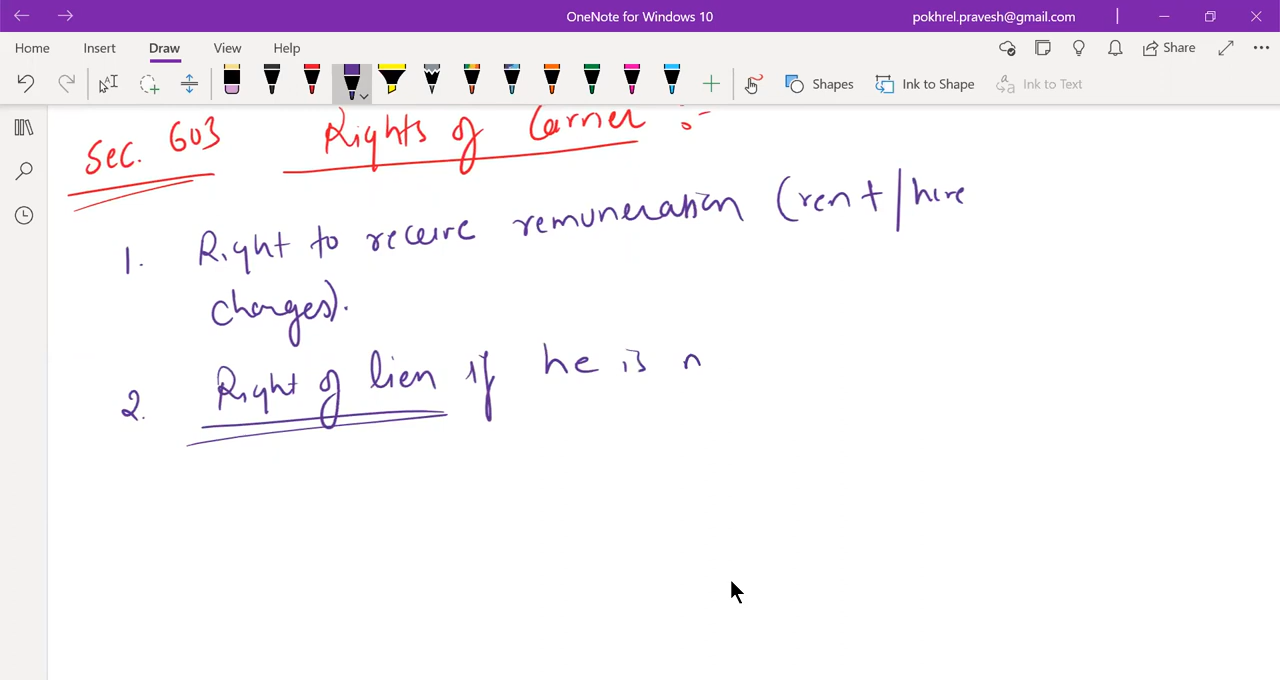 OneNote for Windows 10
pokhrel.pravesh@gmail.com
Home Insert Draw View Help
Share
Shapes Ink to Shape Ink to Text
Sec. 603 Rights of Carrier :-
1. Right to receive remuneration (rent/hire
charges).
2. Right of lien if he is n